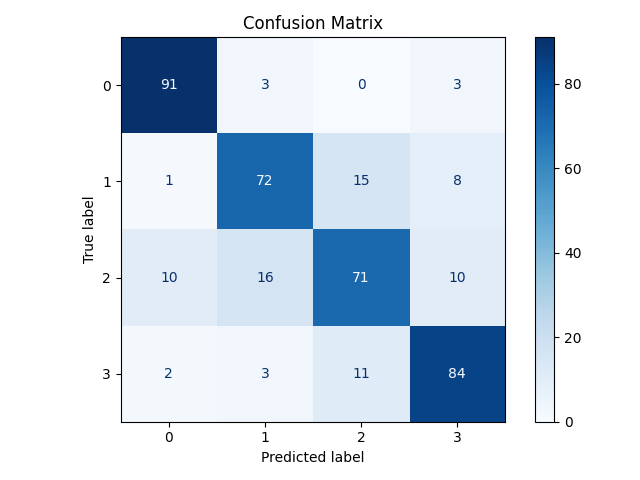 Confusion Matrix
True label
0 91 3 0 3
1 1 72 15 8
2 10 16 71 10
3 2 3 11 84
0 1 2 3
Predicted label
80
60
40
20
0